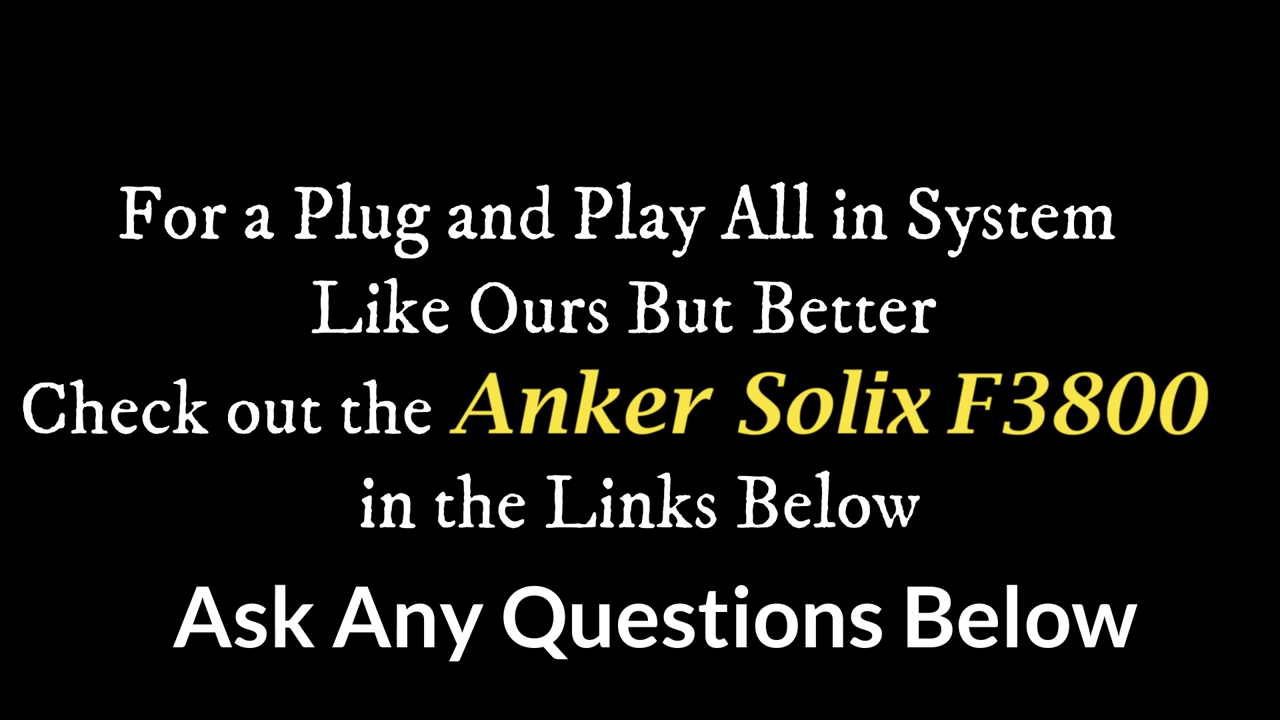 For a Plug and Play All in System
Like Ours But Better
Check out the Anker Solix F3800
in the Links Below
Ask Any Questions Below